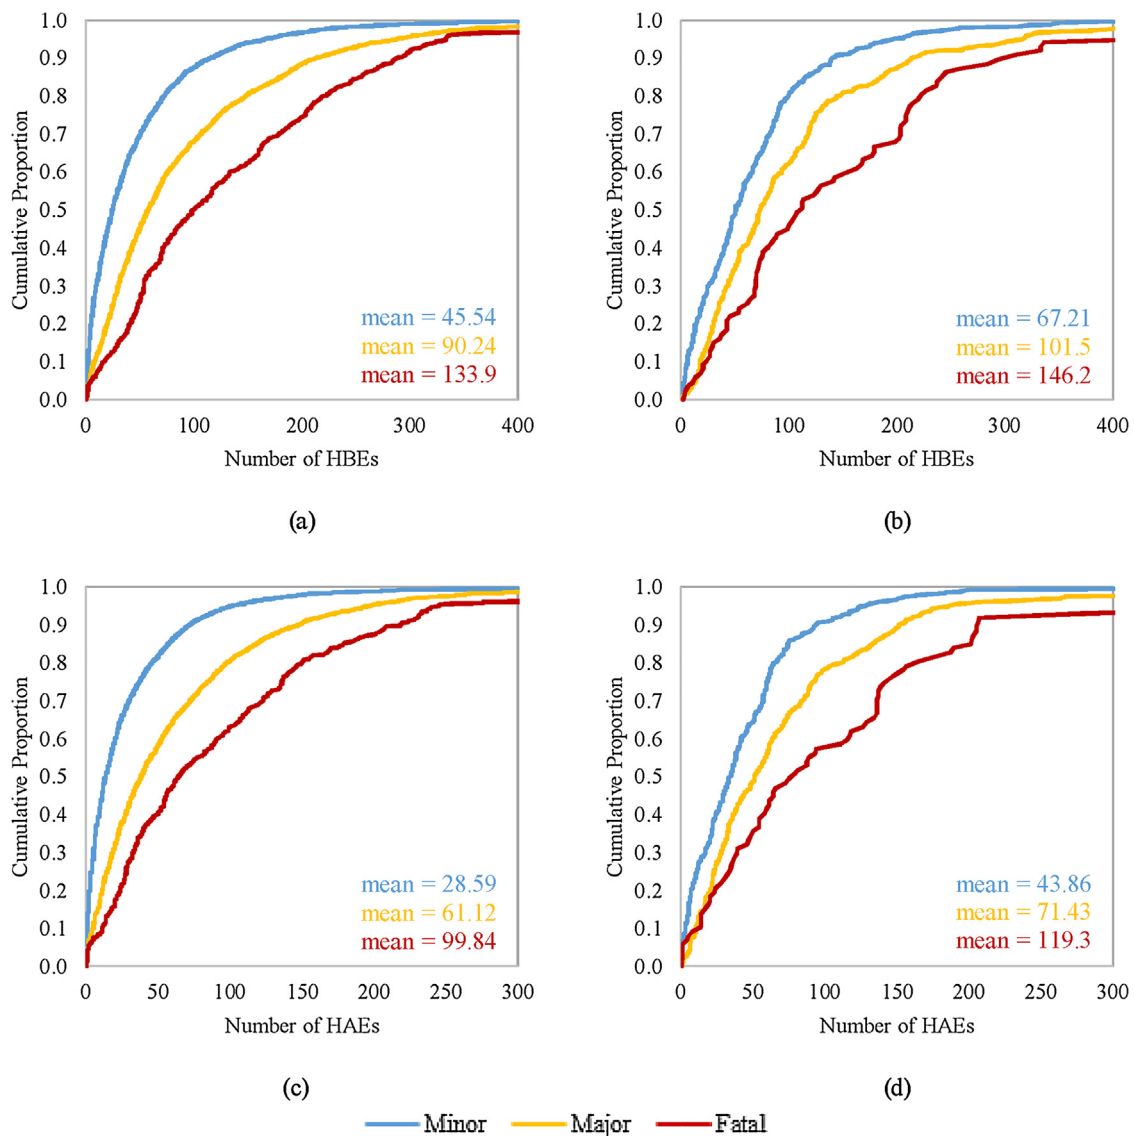 1.0
0.9
0.8
0.7
0.6
0.5
0.4
0.3
0.2
0.1
0.0
Cumulative Proportion
mean = 45.54
mean = 90.24
mean = 133.9
0 100 200 300 400
Number of HBEs
(a)
1.0
0.9
0.8
0.7
0.6
0.5
0.4
0.3
0.2
0.1
0.0
Cumulative Proportion
mean = 67.21
mean = 101.5
mean = 146.2
0 100 200 300 400
Number of HBEs
(b)
1.0
0.9
0.8
0.7
0.6
0.5
0.4
0.3
0.2
0.1
0.0
Cumulative Proportion
mean = 28.59
mean = 61.12
mean = 99.84
0 50 100 150 200 250 300
Number of HAEs
(c)
1.0
0.9
0.8
0.7
0.6
0.5
0.4
0.3
0.2
0.1
0.0
Cumulative Proportion
mean = 43.86
mean = 71.43
mean = 119.3
0 50 100 150 200 250 300
Number of HAEs
(d)
Minor Major Fatal